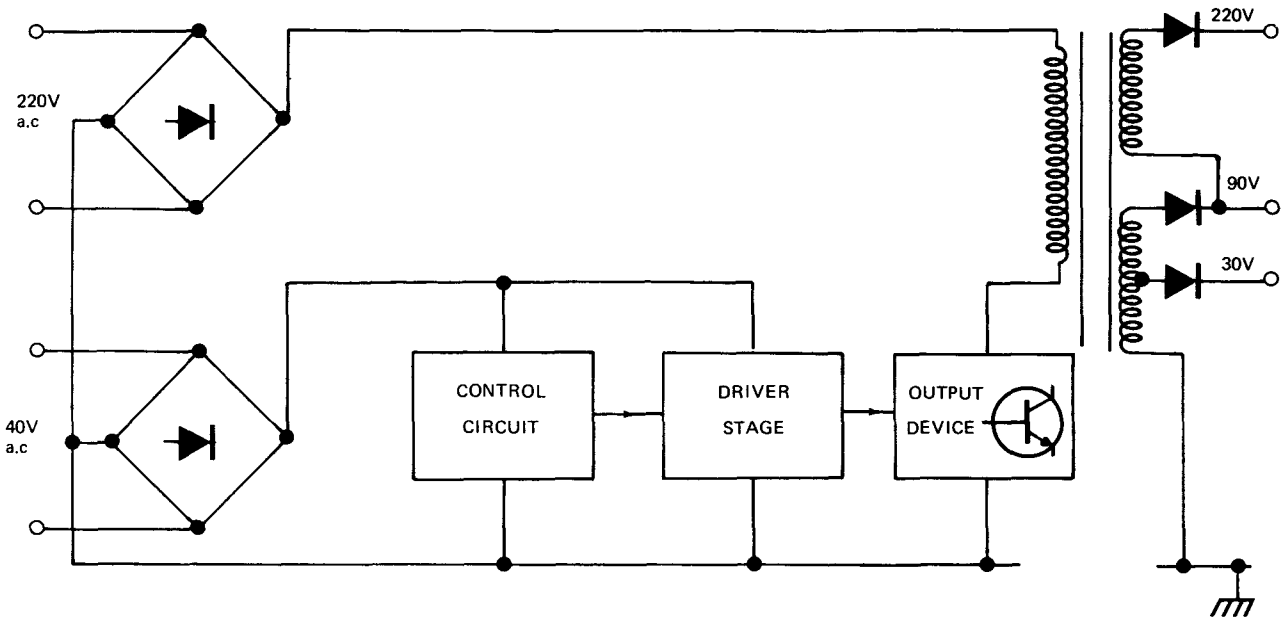 220V
220V
a.c
90V
30V
CONTROL
CIRCUIT
DRIVER
STAGE
OUTPUT
DEVICE
40V
a.c